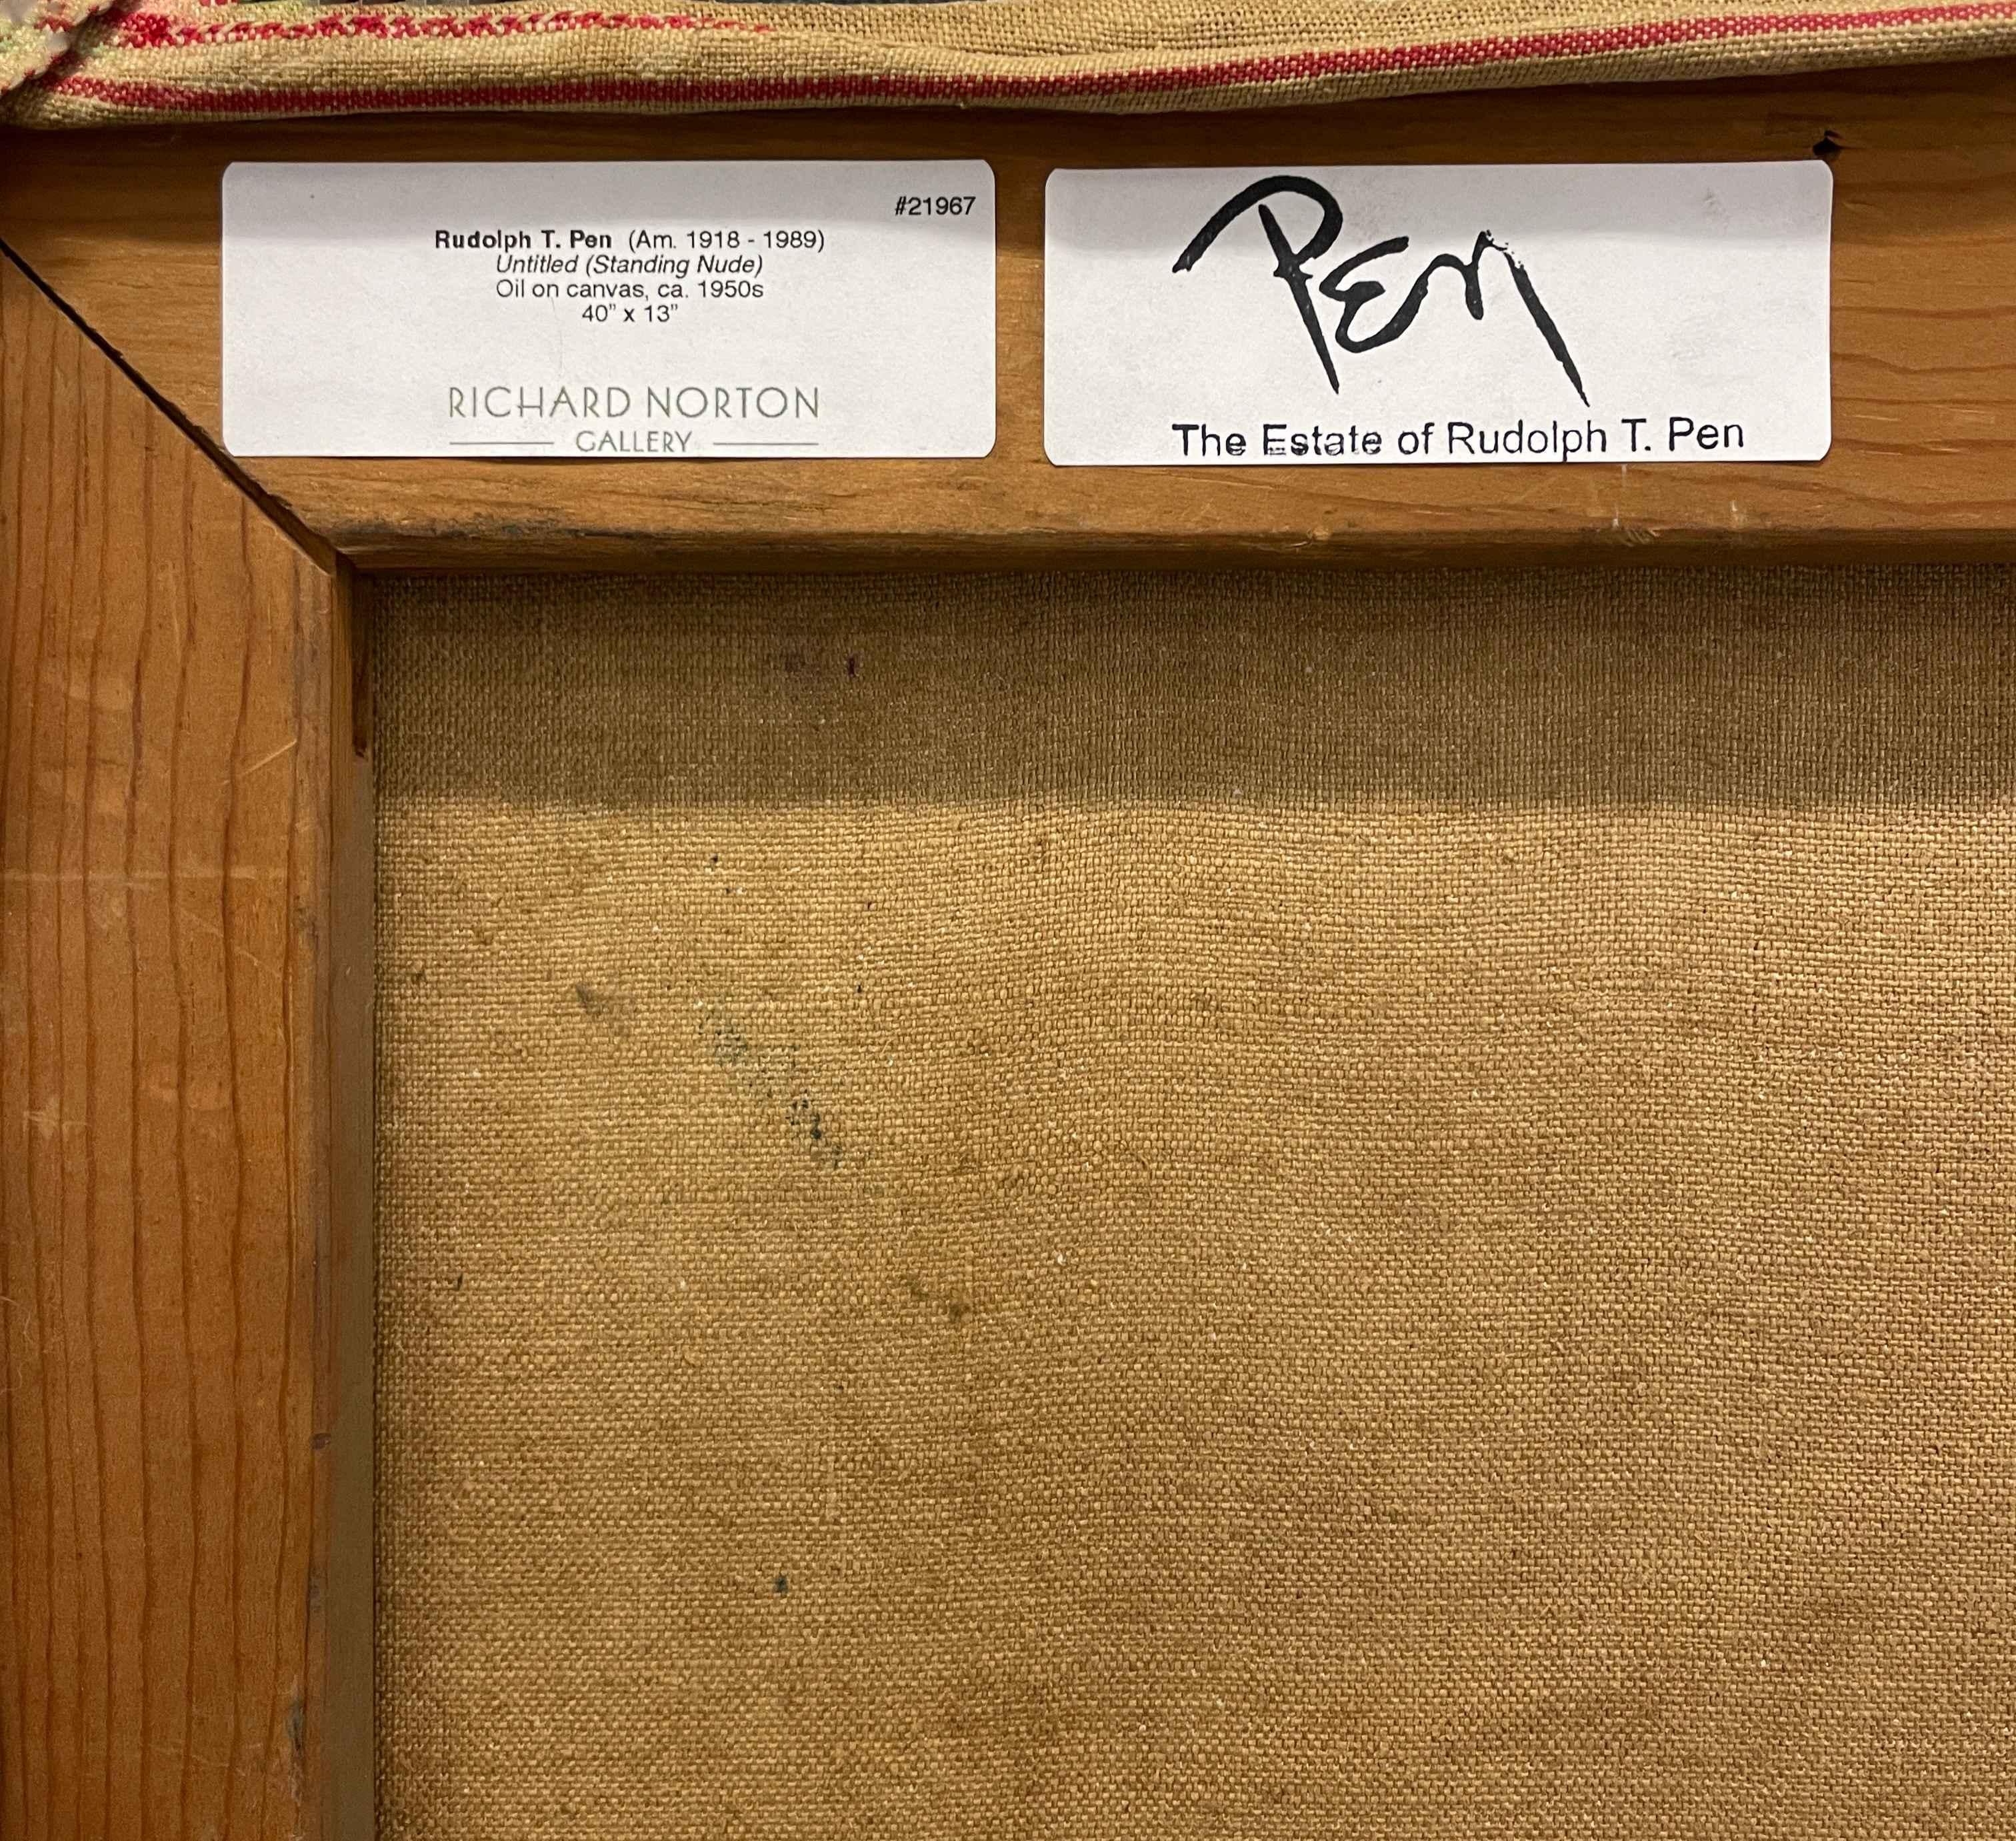 #21967
Rudolph T. Pen (Am. 1918 - 1989)
Untitled (Standing Nude)
Oil on canvas, ca. 1950s
40" x 13"
RICHARD NORTON
GALLERY
Pen
The Estate of Rudolph T. Pen